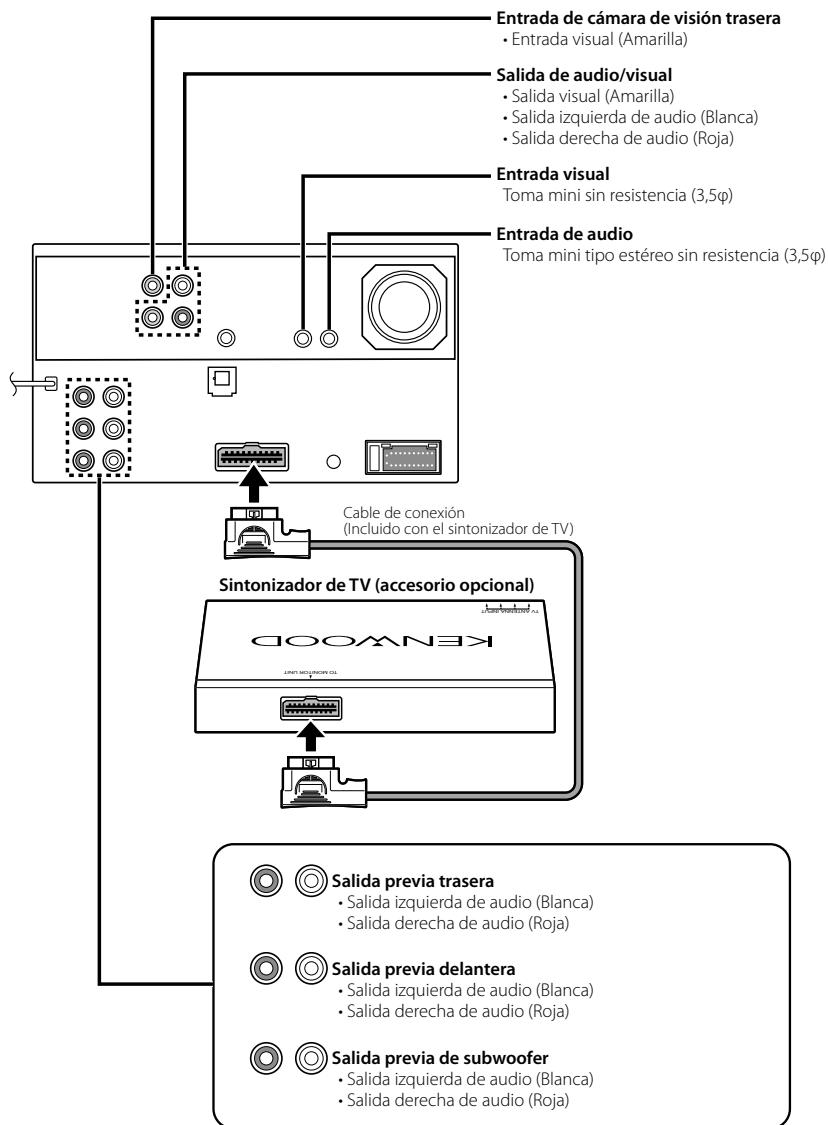 Entrada de cámara de visión trasera
• Entrada visual (Amarilla)
Salida de audio/visual
• Salida visual (Amarilla)
• Salida izquierda de audio (Blanca)
• Salida derecha de audio (Roja)
Entrada visual
Toma mini sin resistencia (3,5φ)
Entrada de audio
Toma mini tipo estéreo sin resistencia (3,5φ)
Cable de conexión
(Incluido con el sintonizador de TV)
Sintonizador de TV (accesorio opcional)
TV ANTENNA INPUT
KENWOOD
TO MONITOR UNIT
Salida previa trasera
• Salida izquierda de audio (Blanca)
• Salida derecha de audio (Roja)
Salida previa delantera
• Salida izquierda de audio (Blanca)
• Salida derecha de audio (Roja)
Salida previa de subwoofer
• Salida izquierda de audio (Blanca)
• Salida derecha de audio (Roja)